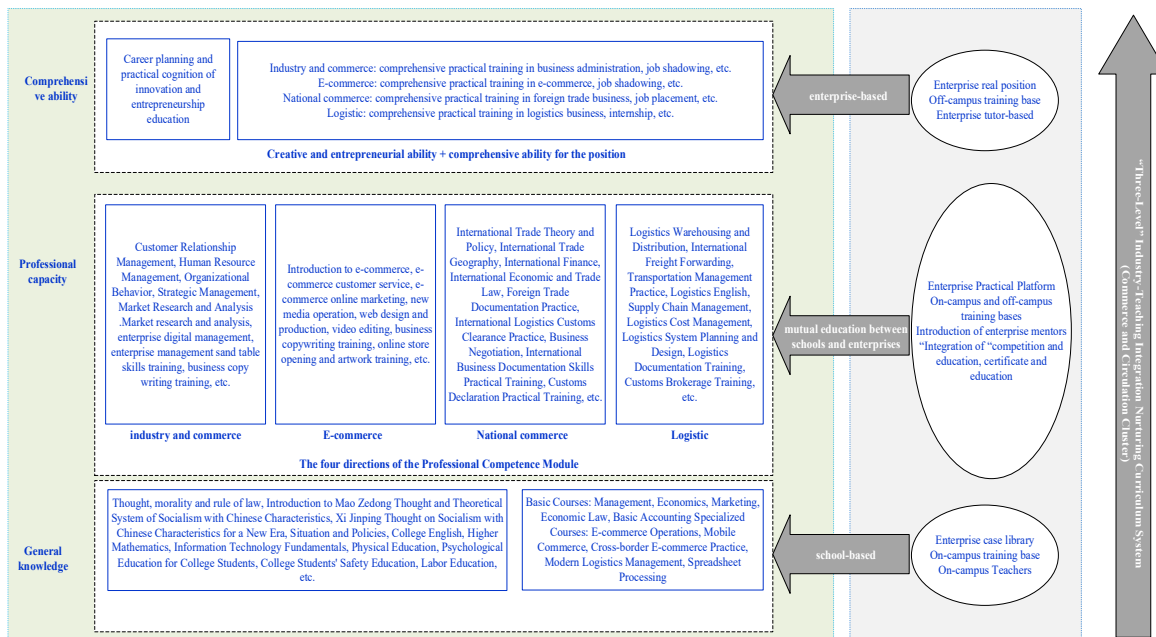 Comprehensi
ve ability
Career planning and
practical cognition of
innovation and
entrepreneurship
education
Industry and commerce: comprehensive practical training in business administration, job shadowing, etc.
E-commerce: comprehensive practical training in e-commerce, job shadowing, etc.
National commerce: comprehensive practical training in foreign trade business, job placement, etc.
Logistic: comprehensive practical training in logistics business, internship, etc.
Creative and entrepreneurial ability + comprehensive ability for the position
enterprise-based
Enterprise real position
Off-campus training base
Enterprise tutor-based
Professional
capacity
Customer Relationship
Management, Human Resource
Management, Organizational
Behavior, Strategic Management,
Market Research and Analysis
.Market research and analysis,
enterprise digital management,
enterprise management sand table
skills training, business copy
writing training, etc.
industry and commerce
Introduction to e-commerce, e-
commerce customer service, e-
commerce online marketing, new
media operation, web design and
production, video editing, business
copywriting training, online store
opening and artwork training, etc.
E-commerce
International Trade Theory and
Policy, International Trade
Geography, International Finance,
International Economic and Trade
Law, Foreign Trade
Documentation Practice,
International Logistics Customs
Clearance Practice, Business
Negotiation, International
Business Documentation Skills
Practical Training, Customs
Declaration Practical Training, etc.
National commerce
Logistics Warehousing and
Distribution, International
Freight Forwarding,
Transportation Management
Practice, Logistics English,
Supply Chain Management,
Logistics Cost Management,
Logistics System Planning and
Design, Logistics
Documentation Training,
Customs Brokerage Training,
etc.
Logistic
The four directions of the Professional Competence Module
mutual education between
schools and enterprises
Enterprise Practical Platform
On-campus and off-campus
training bases
Introduction of enterprise mentors
“Integration of “competition and
education, certificate and
education
General
knowledge
Thought, morality and rule of law, Introduction to Mao Zedong Thought and Theoretical
System of Socialism with Chinese Characteristics, Xi Jinping Thought on Socialism with
Chinese Characteristics for a New Era, Situation and Policies, College English, Higher
Mathematics, Information Technology Fundamentals, Physical Education, Psychological
Education for College Students, College Students' Safety Education, Labor Education,
etc.
Basic Courses: Management, Economics, Marketing,
Economic Law, Basic Accounting Specialized
Courses: E-commerce Operations, Mobile
Commerce, Cross-border E-commerce Practice,
Modern Logistics Management, Spreadsheet
Processing
school-based
Enterprise case library
On-campus training base
On-campus Teachers
“Three-Level” Industry–Teaching Integration Nurturing Curriculum System
(Commerce and Circulation Cluster)